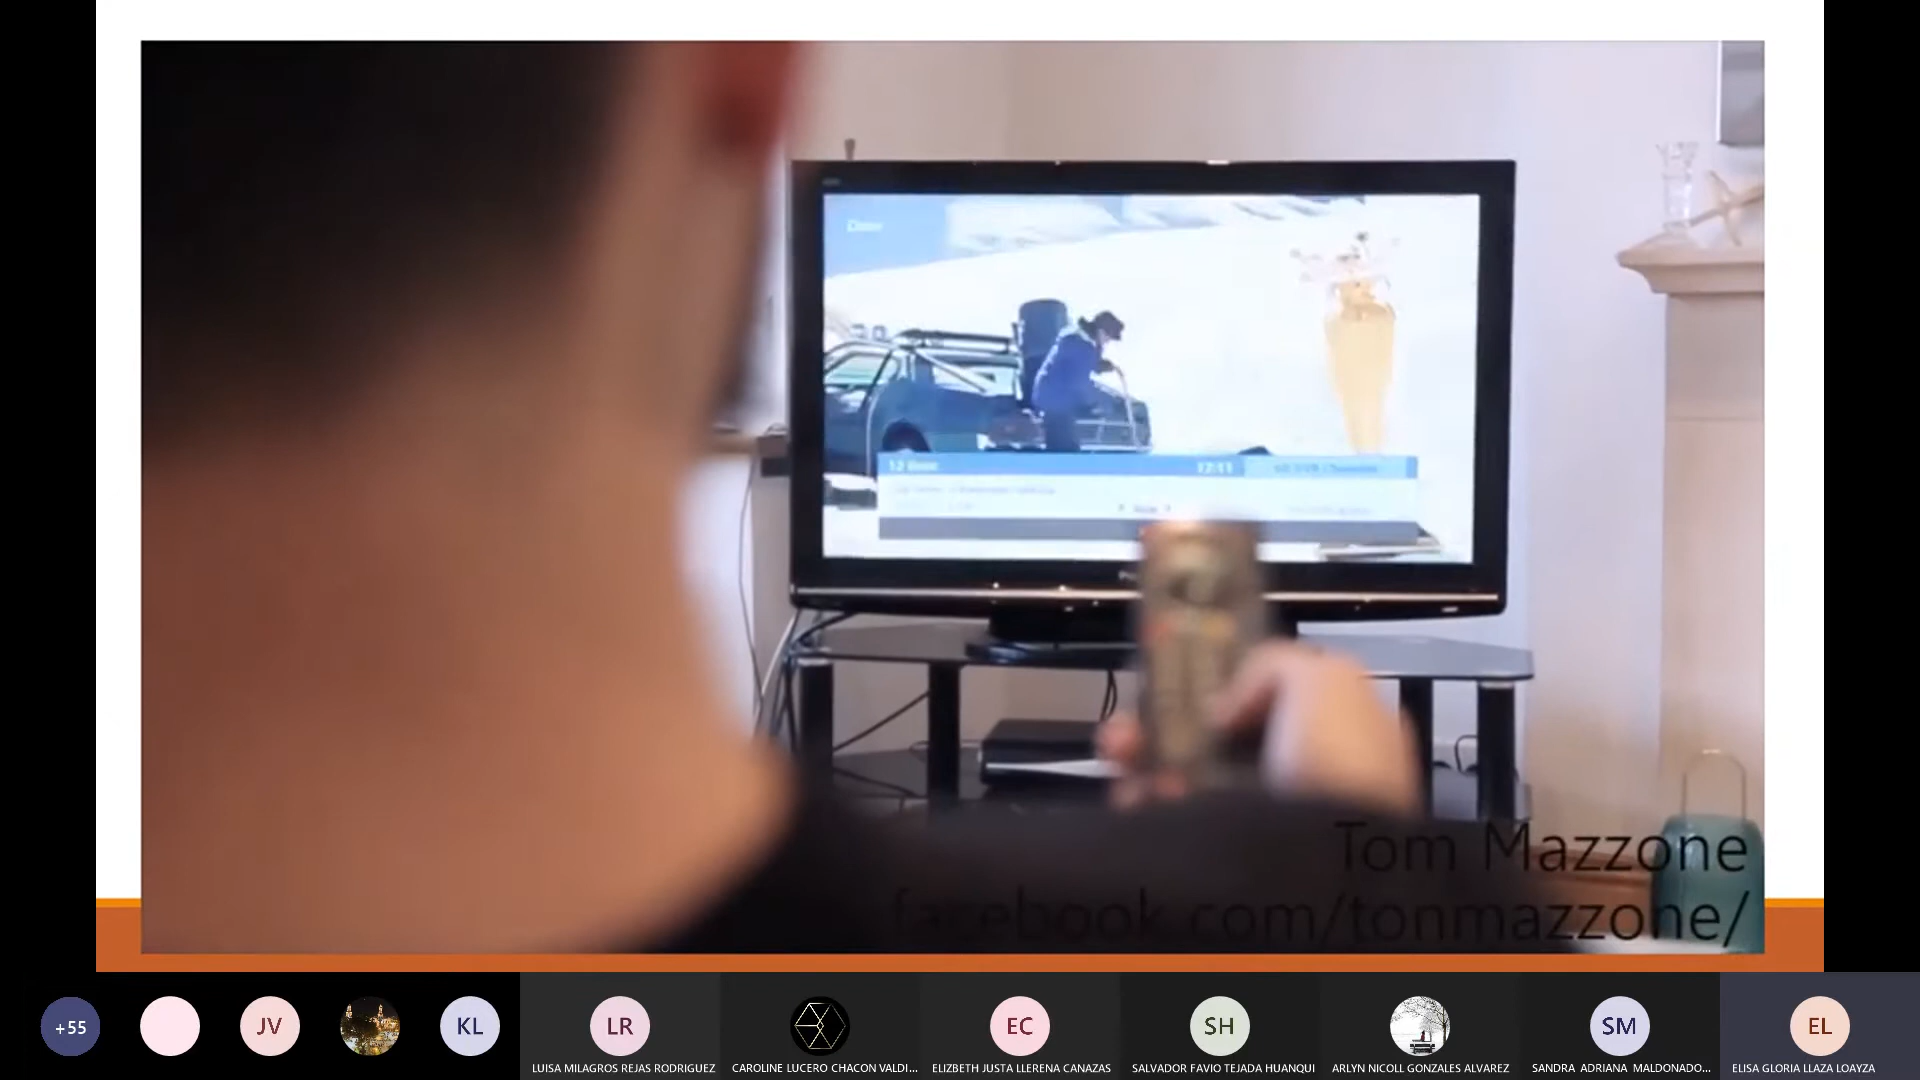 12:11
Tom Mazzone
facebook.com/tonmazzone/
+55
JV
KL
LR
EC
SH
SM
EL
LUISA MILAGROS REJAS RODRIGUEZ
CAROLINE LUCERO CHACON VALDI...
ELIZBETH JUSTA LLERENA CANAZAS
SALVADOR FAVIO TEJADA HUANQUI
ARLYN NICOLL GONZALES ALVAREZ
SANDRA ADRIANA MALDONADO...
ELISA GLORIA LLAZA LOAYZA